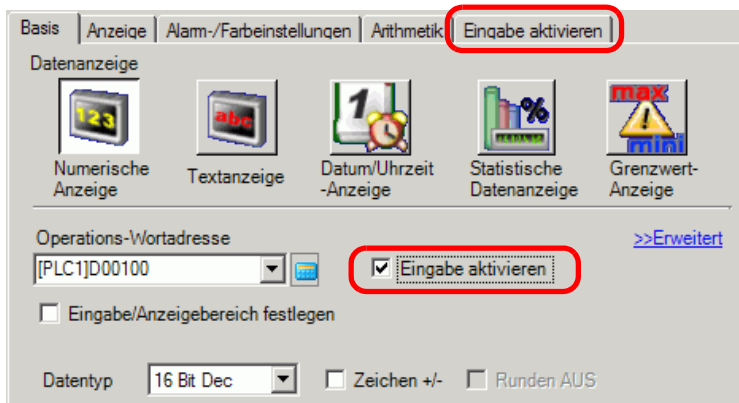 Basis Anzeige Alarm-/Farbeinstellungen Arithmetik Eingabe aktivieren
Datenanzeige
123 abc 1 % max mini
Numerische Anzeige
Textanzeige
Datum/Uhrzeit -Anzeige
Statistische Datenanzeige
Grenzwert- Anzeige
Operations-Wortadresse >>Erweitert
[PLC1]D00100 Eingabe aktivieren
Eingabe/Anzeigebereich festlegen
Datentyp 16 Bit Dec Zeichen +/- Runden AUS